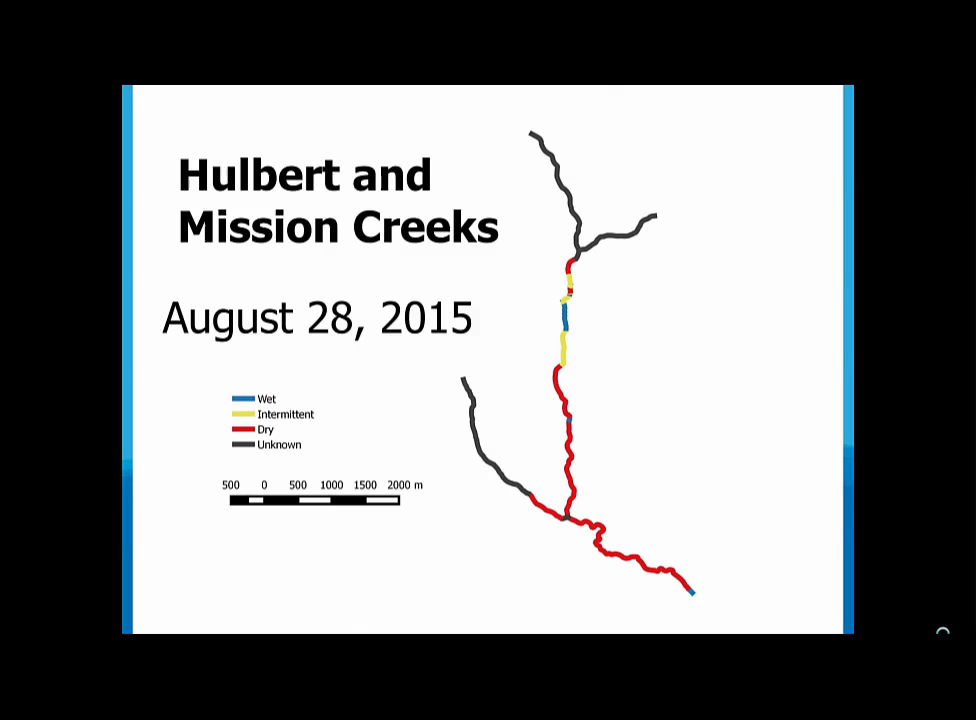 Hulbert and
Mission Creeks
August 28, 2015
Wet
Intermittent
Dry
Unknown
500 0 500 1000 1500 2000 m